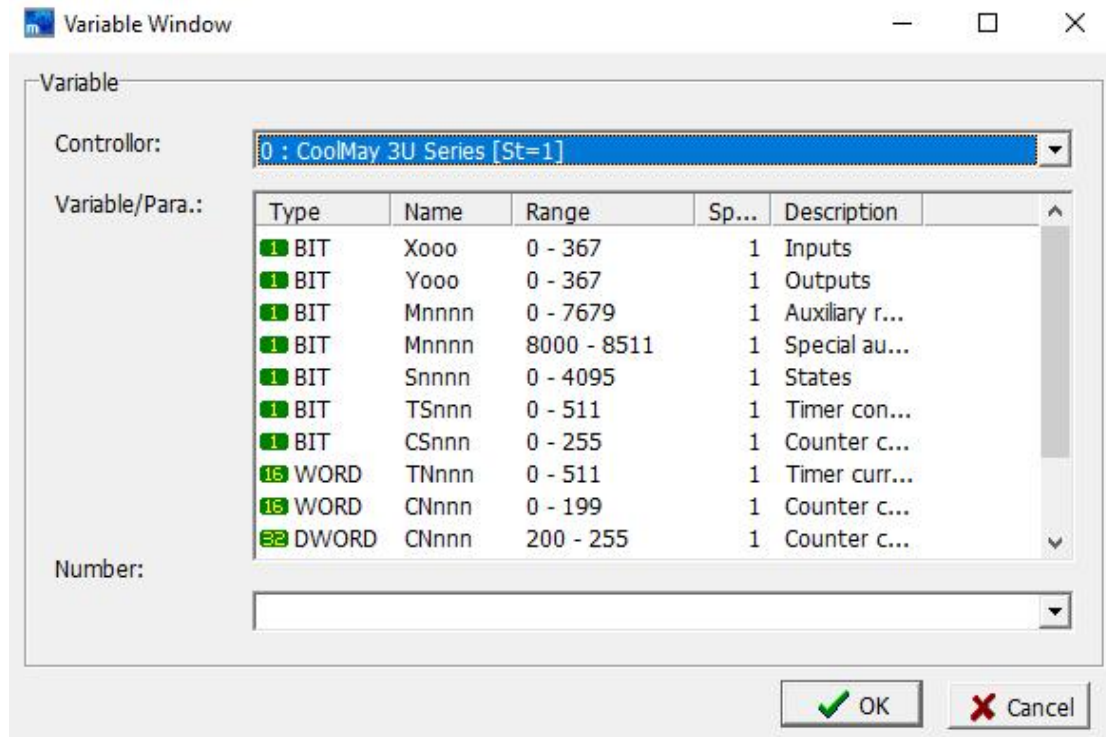 Variable Window
Variable
Controllor:
0 : CoolMay 3U Series [St=1]
Variable/Para.:
Type Name Range Sp... Description
1 BIT Xooo 0 - 367 1 Inputs
1 BIT Yooo 0 - 367 1 Outputs
1 BIT Mnnnn 0 - 7679 1 Auxiliary r...
1 BIT Mnnnn 8000 - 8511 1 Special au...
1 BIT Snnnn 0 - 4095 1 States
1 BIT TSnnn 0 - 511 1 Timer con...
1 BIT CSnnn 0 - 255 1 Counter c...
16 WORD TNnnn 0 - 511 1 Timer curr...
16 WORD CNnnn 0 - 199 1 Counter c...
32 DWORD CNnnn 200 - 255 1 Counter c...
Number:
OK Cancel